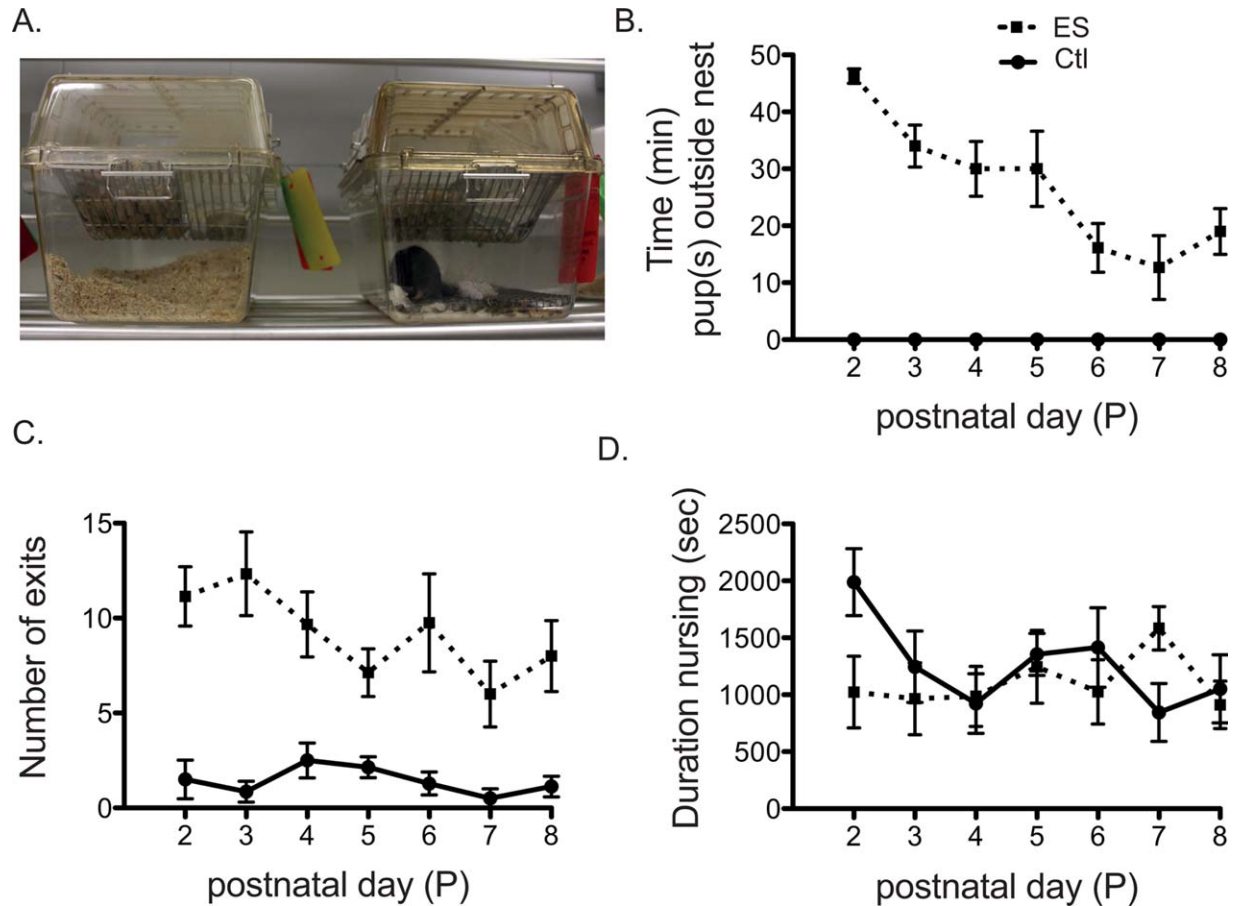 A.
B.
ES
Ctl
Time (min)
pup(s) outside nest
50
40
30
20
10
0
2 3 4 5 6 7 8
postnatal day (P)
C.
Number of exits
15
10
5
0
2 3 4 5 6 7 8
postnatal day (P)
D.
Duration nursing (sec)
2500
2000
1500
1000
500
0
2 3 4 5 6 7 8
postnatal day (P)